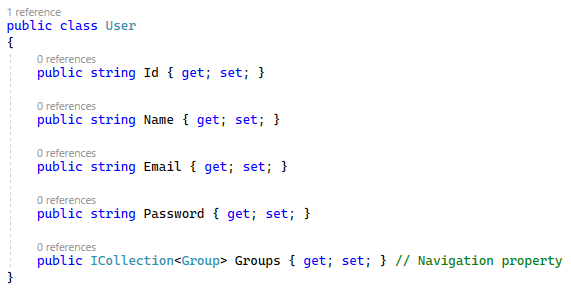 1 reference
public class User
{
0 references
public string Id { get; set; }
0 references
public string Name { get; set; }
0 references
public string Email { get; set; }
0 references
public string Password { get; set; }
0 references
public ICollection<Group> Groups { get; set; } // Navigation property
}